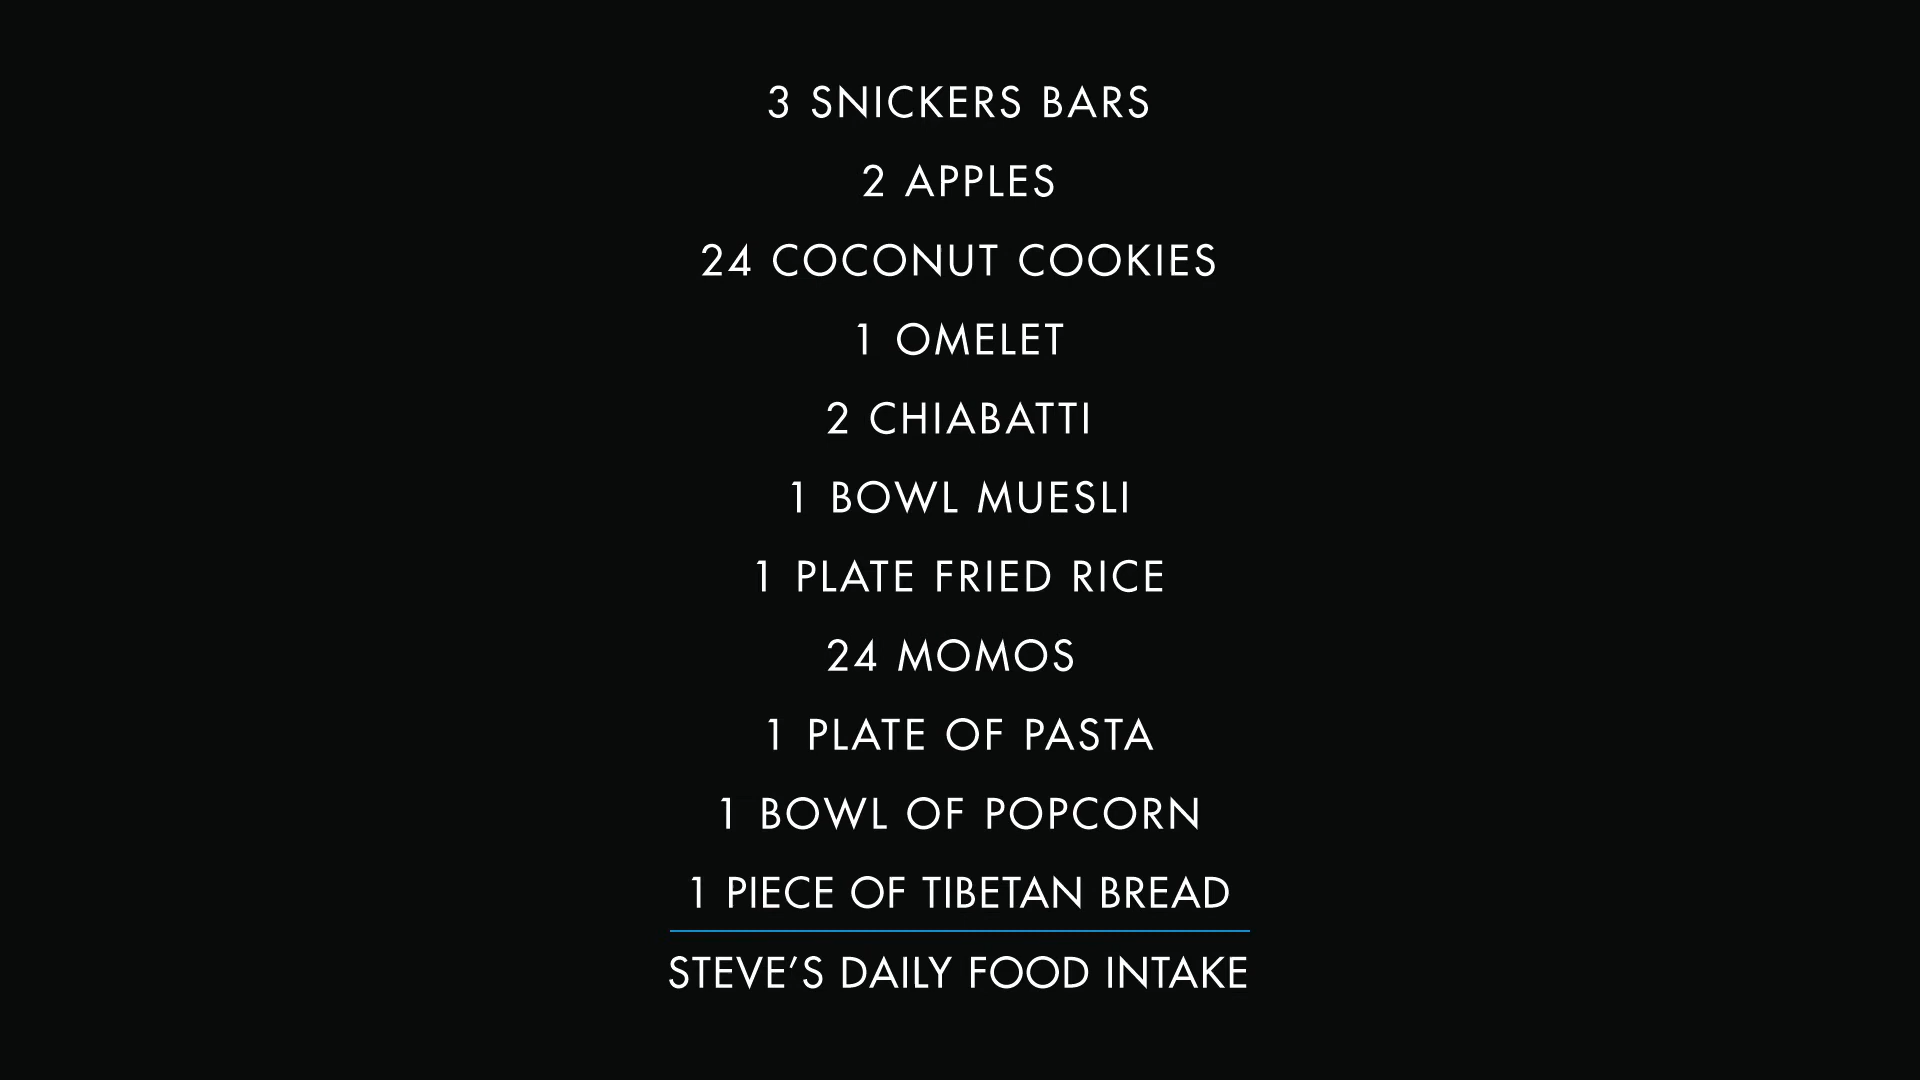 3 SNICKERS BARS
2 APPLES
24 COCONUT COOKIES
1 OMELET
2 CHIABATTI
1 BOWL MUESLI
1 PLATE FRIED RICE
24 MOMOS
1 PLATE OF PASTA
1 BOWL OF POPCORN
1 PIECE OF TIBETAN BREAD
STEVE’S DAILY FOOD INTAKE